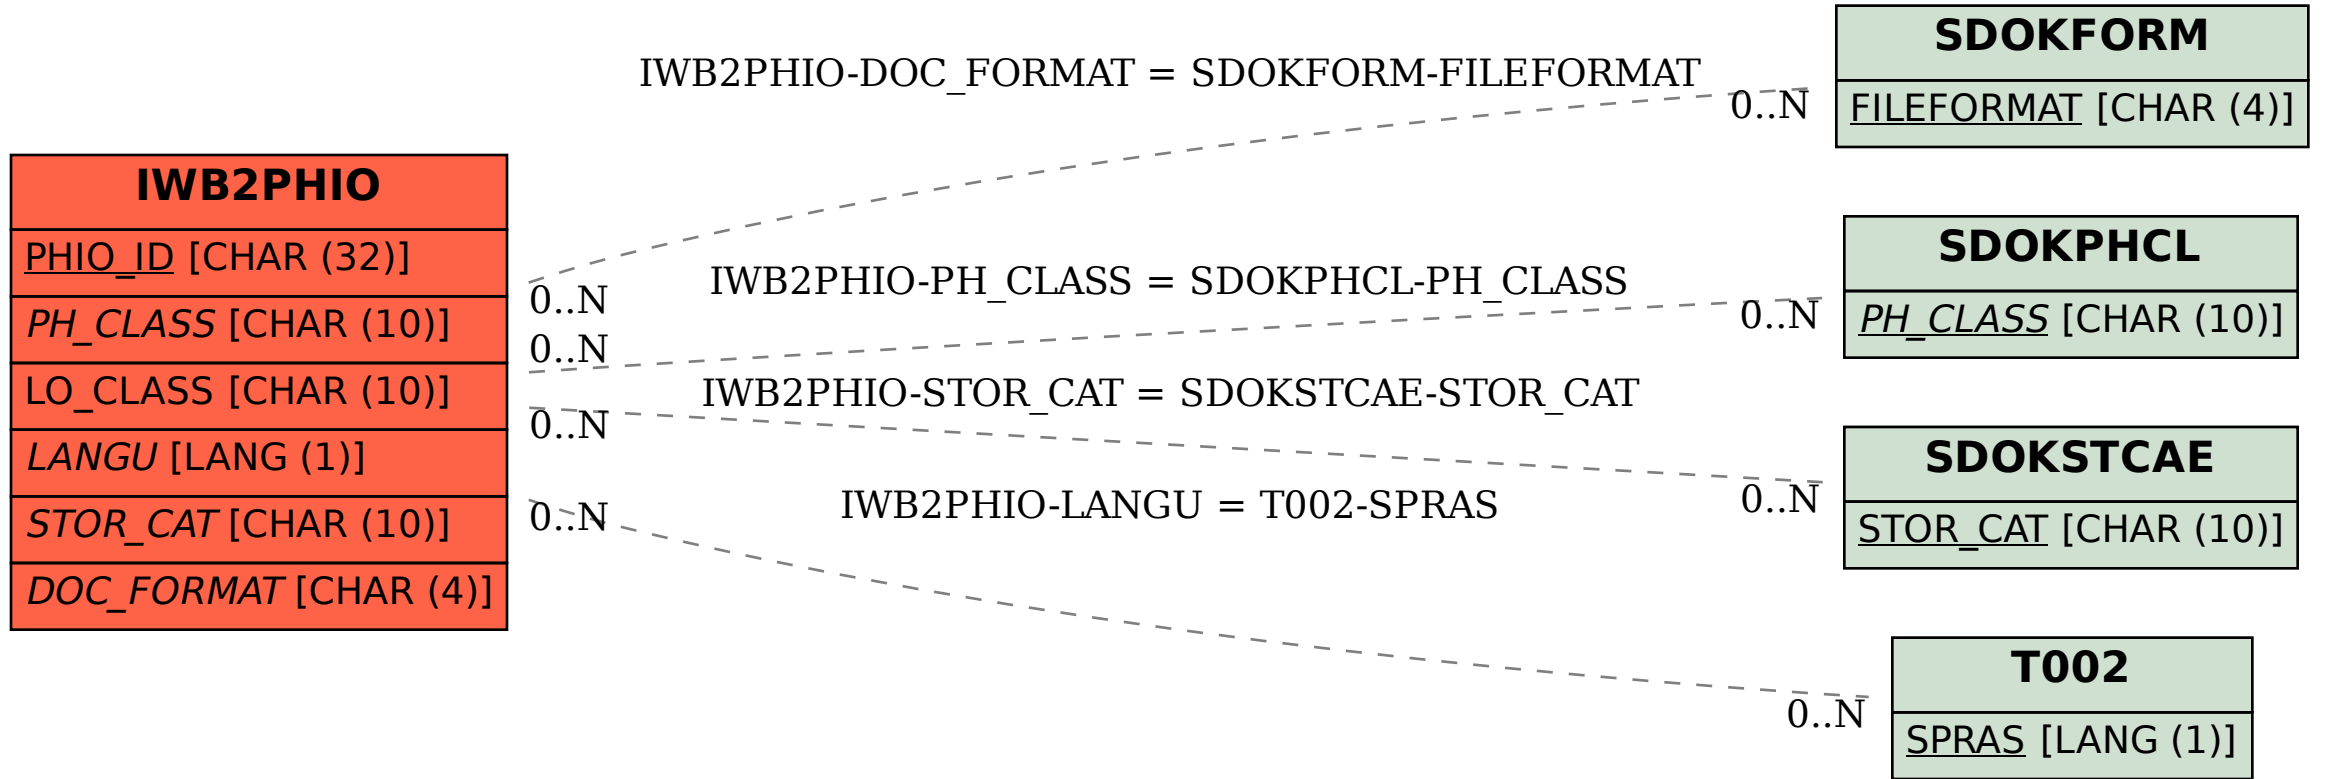 IWB2PHIO
PHIO_ID [CHAR (32)]
PH_CLASS [CHAR (10)]
LO_CLASS [CHAR (10)]
LANGU [LANG (1)]
STOR_CAT [CHAR (10)]
DOC_FORMAT [CHAR (4)]
IWB2PHIO-DOC_FORMAT = SDOKFORM-FILEFORMAT
0..N
0..N
IWB2PHIO-PH_CLASS = SDOKPHCL-PH_CLASS
0..N
0..N
IWB2PHIO-STOR_CAT = SDOKSTCAE-STOR_CAT
0..N
0..N
IWB2PHIO-LANGU = T002-SPRAS
0..N
0..N
SDOKFORM
FILEFORMAT [CHAR (4)]
SDOKPHCL
PH_CLASS [CHAR (10)]
SDOKSTCAE
STOR_CAT [CHAR (10)]
T002
SPRAS [LANG (1)]